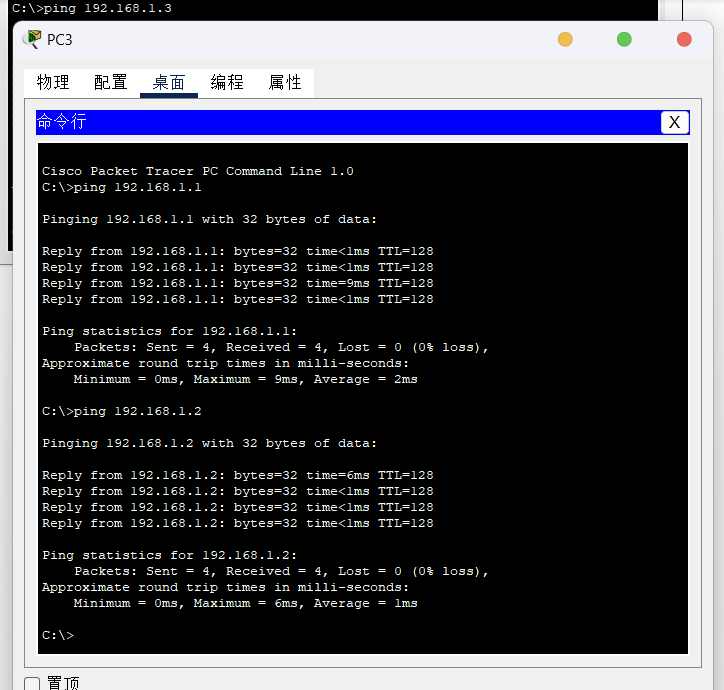 C:\>ping 192.168.1.3
PC3
物理 配置 桌面 编程 属性
命令行 X
Cisco Packet Tracer PC Command Line 1.0
C:\>ping 192.168.1.1
Pinging 192.168.1.1 with 32 bytes of data:
Reply from 192.168.1.1: bytes=32 time<1ms TTL=128
Reply from 192.168.1.1: bytes=32 time<1ms TTL=128
Reply from 192.168.1.1: bytes=32 time=9ms TTL=128
Reply from 192.168.1.1: bytes=32 time<1ms TTL=128
Ping statistics for 192.168.1.1:
    Packets: Sent = 4, Received = 4, Lost = 0 (0% loss),
Approximate round trip times in milli-seconds:
    Minimum = 0ms, Maximum = 9ms, Average = 2ms
C:\>ping 192.168.1.2
Pinging 192.168.1.2 with 32 bytes of data:
Reply from 192.168.1.2: bytes=32 time=6ms TTL=128
Reply from 192.168.1.2: bytes=32 time<1ms TTL=128
Reply from 192.168.1.2: bytes=32 time<1ms TTL=128
Reply from 192.168.1.2: bytes=32 time<1ms TTL=128
Ping statistics for 192.168.1.2:
    Packets: Sent = 4, Received = 4, Lost = 0 (0% loss),
Approximate round trip times in milli-seconds:
    Minimum = 0ms, Maximum = 6ms, Average = 1ms
C:\>
置顶